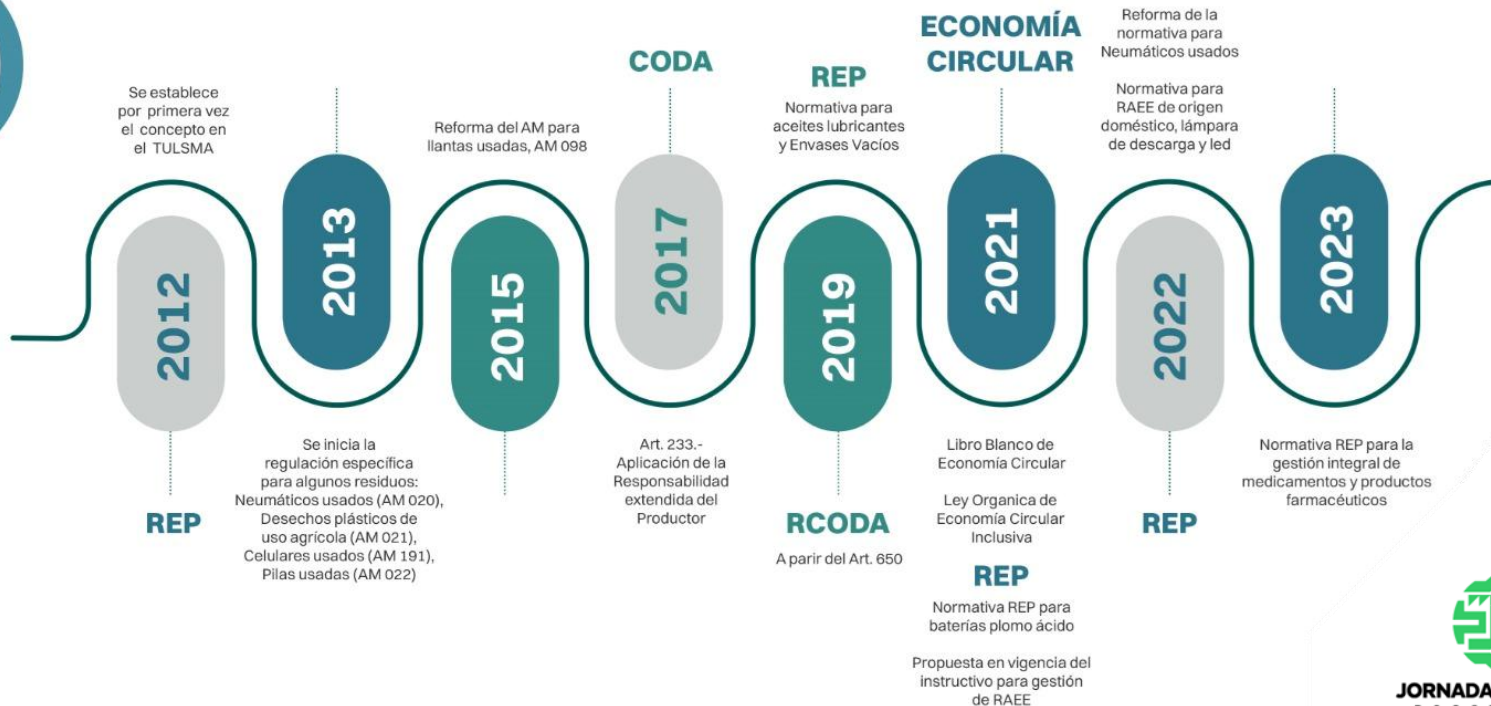 Se establece
por primera vez
el concepto en
el TULSMA
2012
REP
2013
Se inicia la
regulación específica
para algunos residuos:
Neumáticos usados (AM 020),
Desechos plásticos de
uso agrícola (AM 021),
Celulares usados (AM 191),
Pilas usadas (AM 022)
Reforma del AM para
llantas usadas, AM 098
2015
CODA
2017
Art. 233.-
Aplicación de la
Responsabilidad
extendida del
Productor
REP
Normativa para
aceites lubricantes
y Envases Vacíos
2019
RCODA
A parir del Art. 650
ECONOMÍA
CIRCULAR
2021
Libro Blanco de
Economía Circular
Ley Organica de
Economía Circular
Inclusiva
REP
Normativa REP para
baterías plomo ácido
Propuesta en vigencia del
instructivo para gestión
de RAEE
Reforma de la
normativa para
Neumáticos usados
Normativa para
RAEE de origen
doméstico, lámpara
de descarga y led
2022
REP
2023
Normativa REP para la
gestión integral de
medicamentos y productos
farmacéuticos
JORNADA